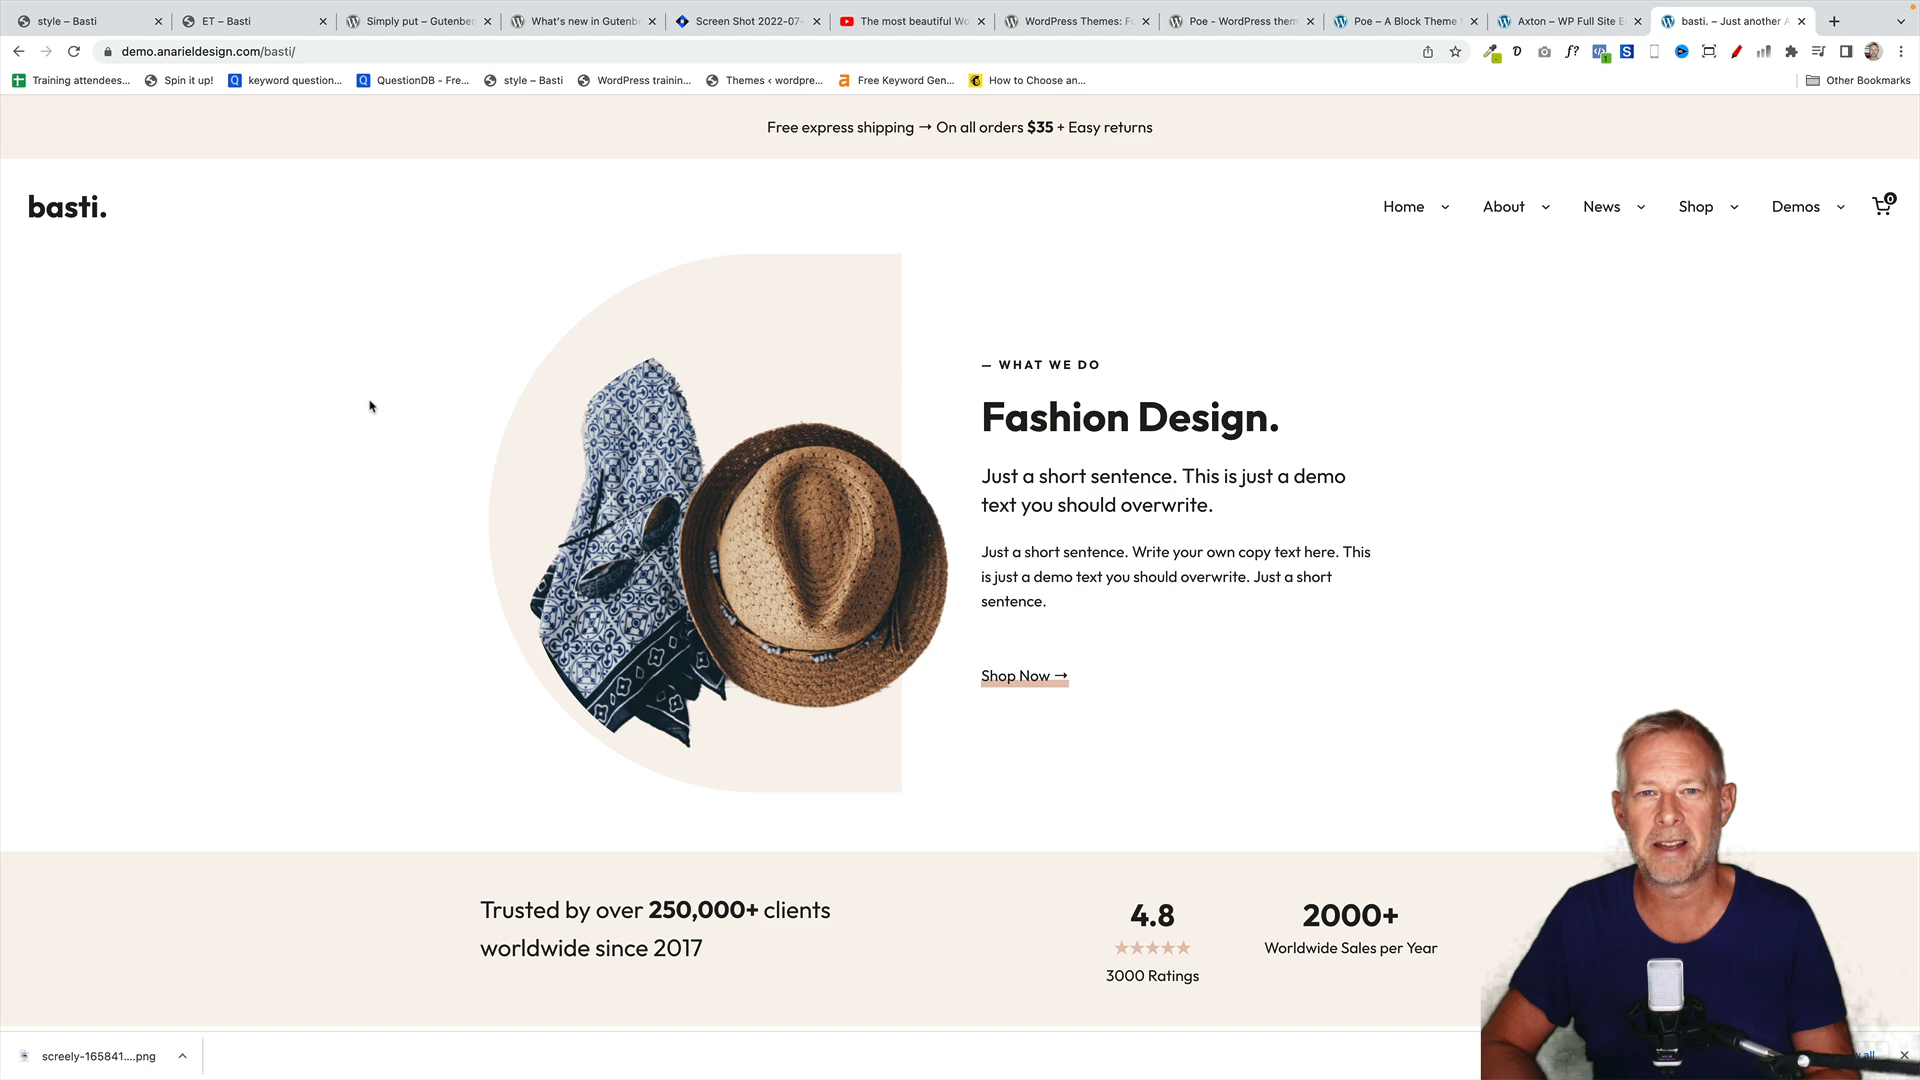 style – Basti
ET – Basti
Simply put – Gutenber
What's new in Gutenb
Screen Shot 2022-07-
The most beautiful Wo
WordPress Themes: Fu
Poe - WordPress them
Poe – A Block Theme f
Axton – WP Full Site E
basti. – Just another A
demo.anarieldesign.com/basti/
Training attendees...
Spin it up!
keyword question...
QuestionDB - Fre...
style – Basti
WordPress trainin...
Themes ‹ wordpre...
Free Keyword Gen...
How to Choose an...
Other Bookmarks
Free express shipping → On all orders $35 + Easy returns
basti.
Home
About
News
Shop
Demos
0
— WHAT WE DO
Fashion Design.
Just a short sentence. This is just a demo
text you should overwrite.
Just a short sentence. Write your own copy text here. This
is just a demo text you should overwrite. Just a short
sentence.
Shop Now →
Trusted by over 250,000+ clients
worldwide since 2017
4.8
★★★★★
3000 Ratings
2000+
Worldwide Sales per Year
screely-165841....png